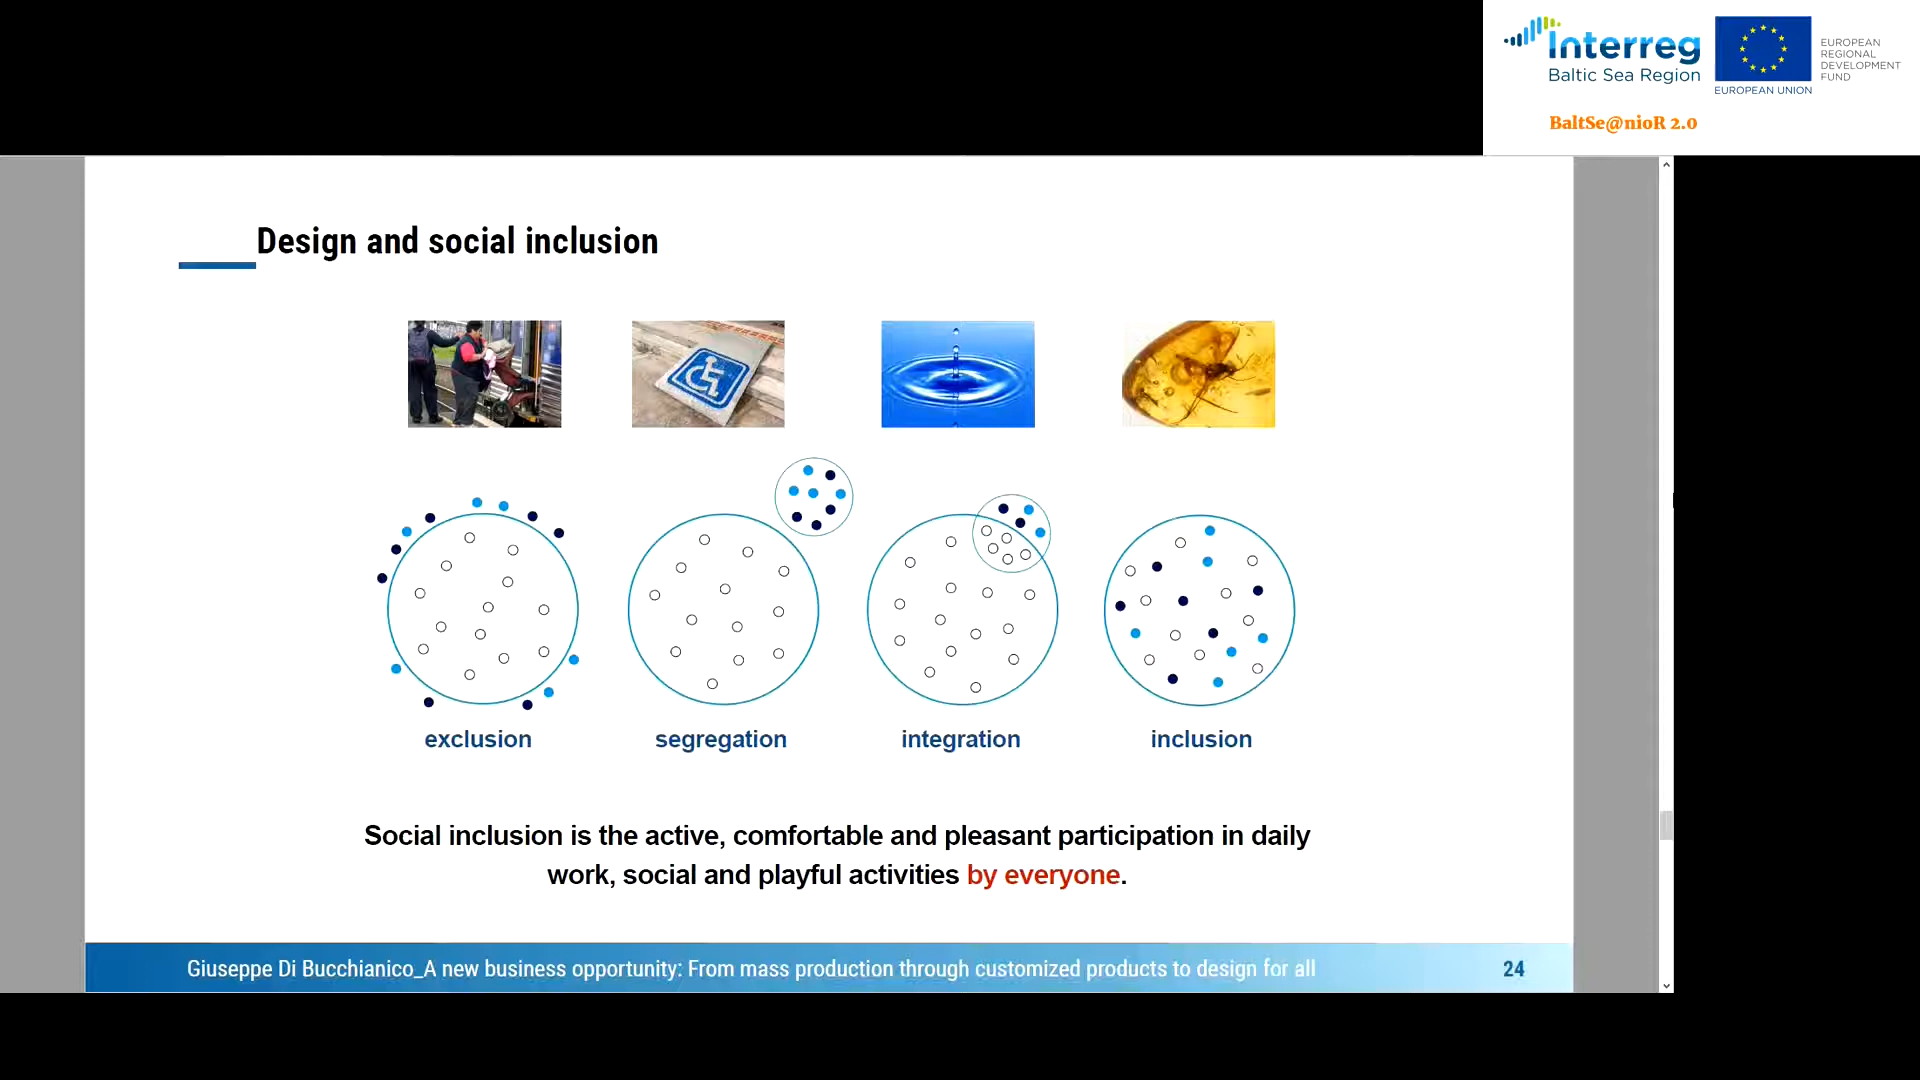 Interreg
Baltic Sea Region
EUROPEAN UNION
EUROPEAN
REGIONAL
DEVELOPMENT
FUND
BaltSe@nioR 2.0
Design and social inclusion
exclusion
segregation
integration
inclusion
Social inclusion is the active, comfortable and pleasant participation in daily
work, social and playful activities by everyone.
Giuseppe Di Bucchianico_A new business opportunity: From mass production through customized products to design for all
24